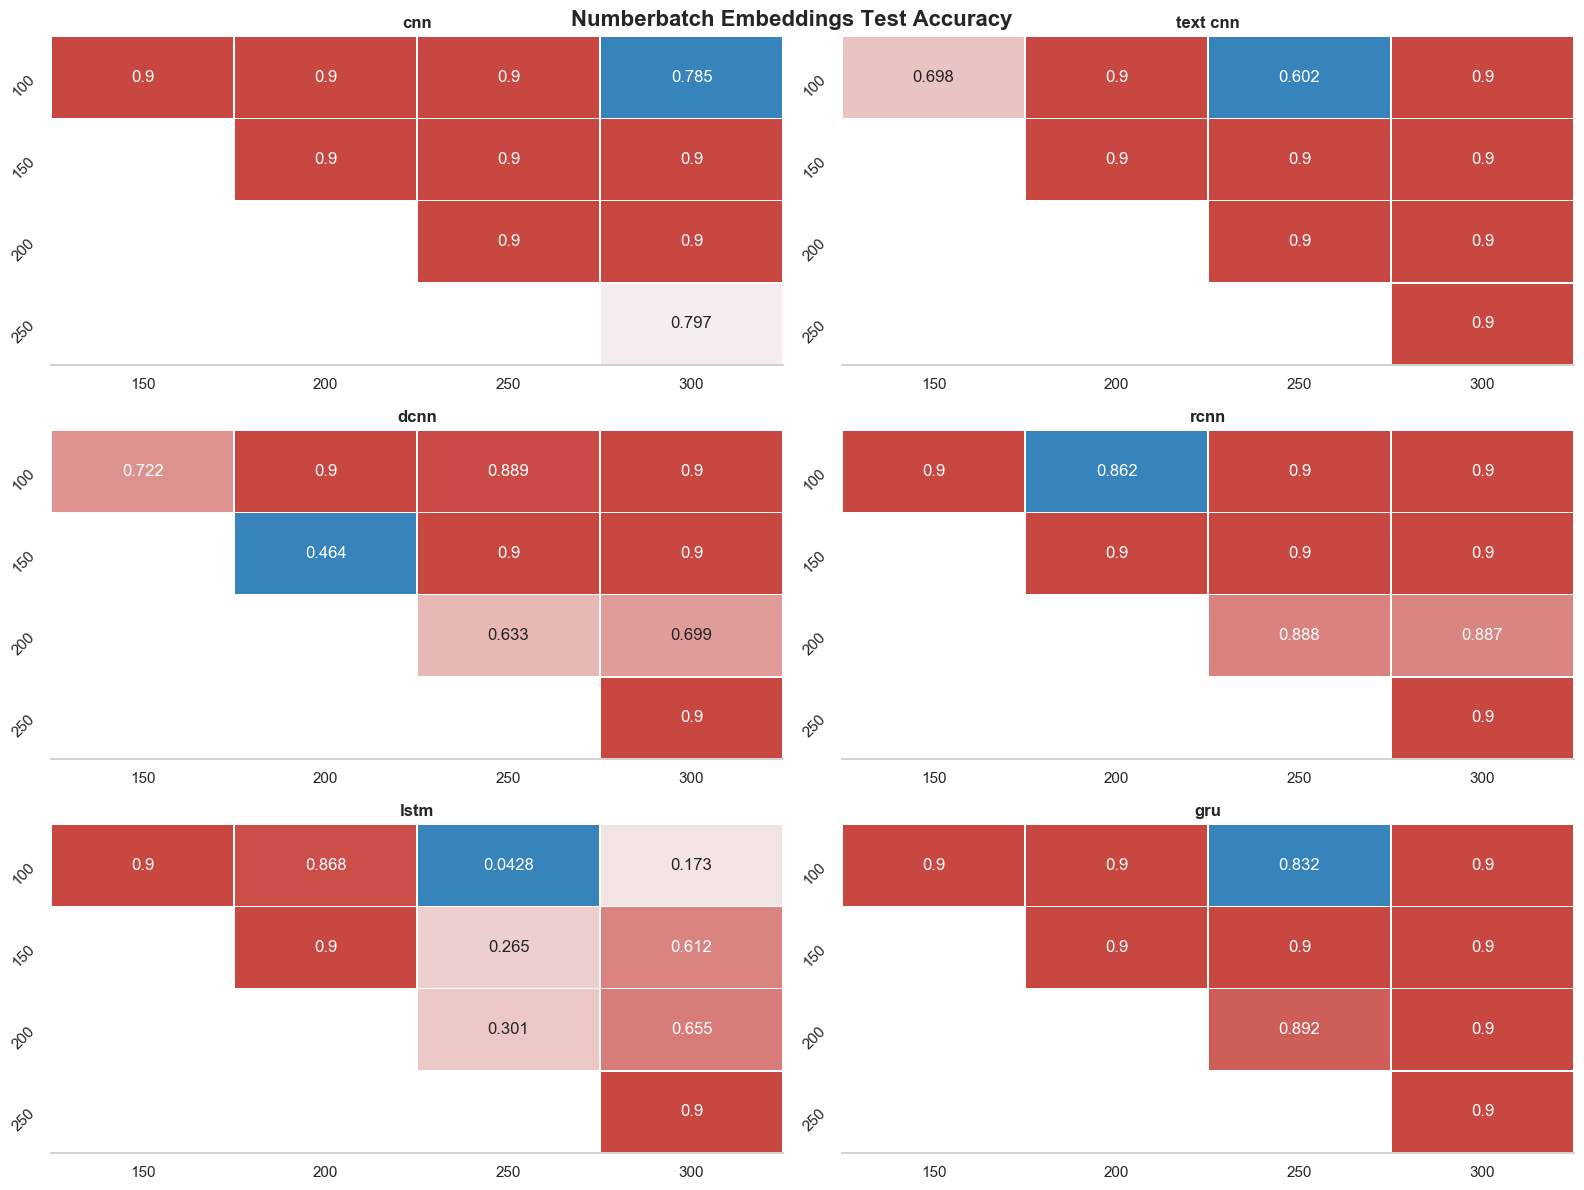 Numberbatch Embeddings Test Accuracy
cnn
100 0.9 0.9 0.9 0.785
150 0.9 0.9 0.9
200 0.9 0.9
250 0.797
150 200 250 300
text cnn
100 0.698 0.9 0.602 0.9
150 0.9 0.9 0.9
200 0.9 0.9
250 0.9
150 200 250 300
dcnn
100 0.722 0.9 0.889 0.9
150 0.464 0.9 0.9
200 0.633 0.699
250 0.9
150 200 250 300
rcnn
100 0.9 0.862 0.9 0.9
150 0.9 0.9 0.9
200 0.888 0.887
250 0.9
150 200 250 300
lstm
100 0.9 0.868 0.0428 0.173
150 0.9 0.265 0.612
200 0.301 0.655
250 0.9
150 200 250 300
gru
100 0.9 0.9 0.832 0.9
150 0.9 0.9 0.9
200 0.892 0.9
250 0.9
150 200 250 300